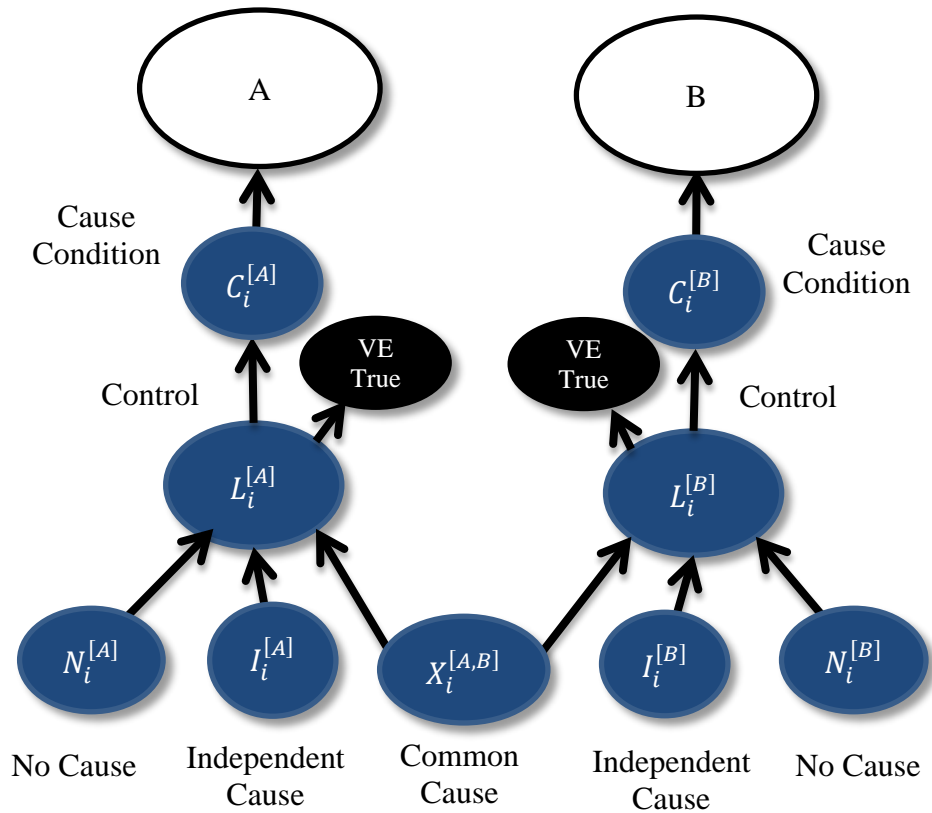 A
B
Cause
Condition
C_i^{[A]}
C_i^{[B]}
Cause
Condition
VE
True
VE
True
Control
Control
L_i^{[A]}
L_i^{[B]}
N_i^{[A]}
I_i^{[A]}
X_i^{[A,B]}
I_i^{[B]}
N_i^{[B]}
No Cause
Independent
Cause
Common
Cause
Independent
Cause
No Cause